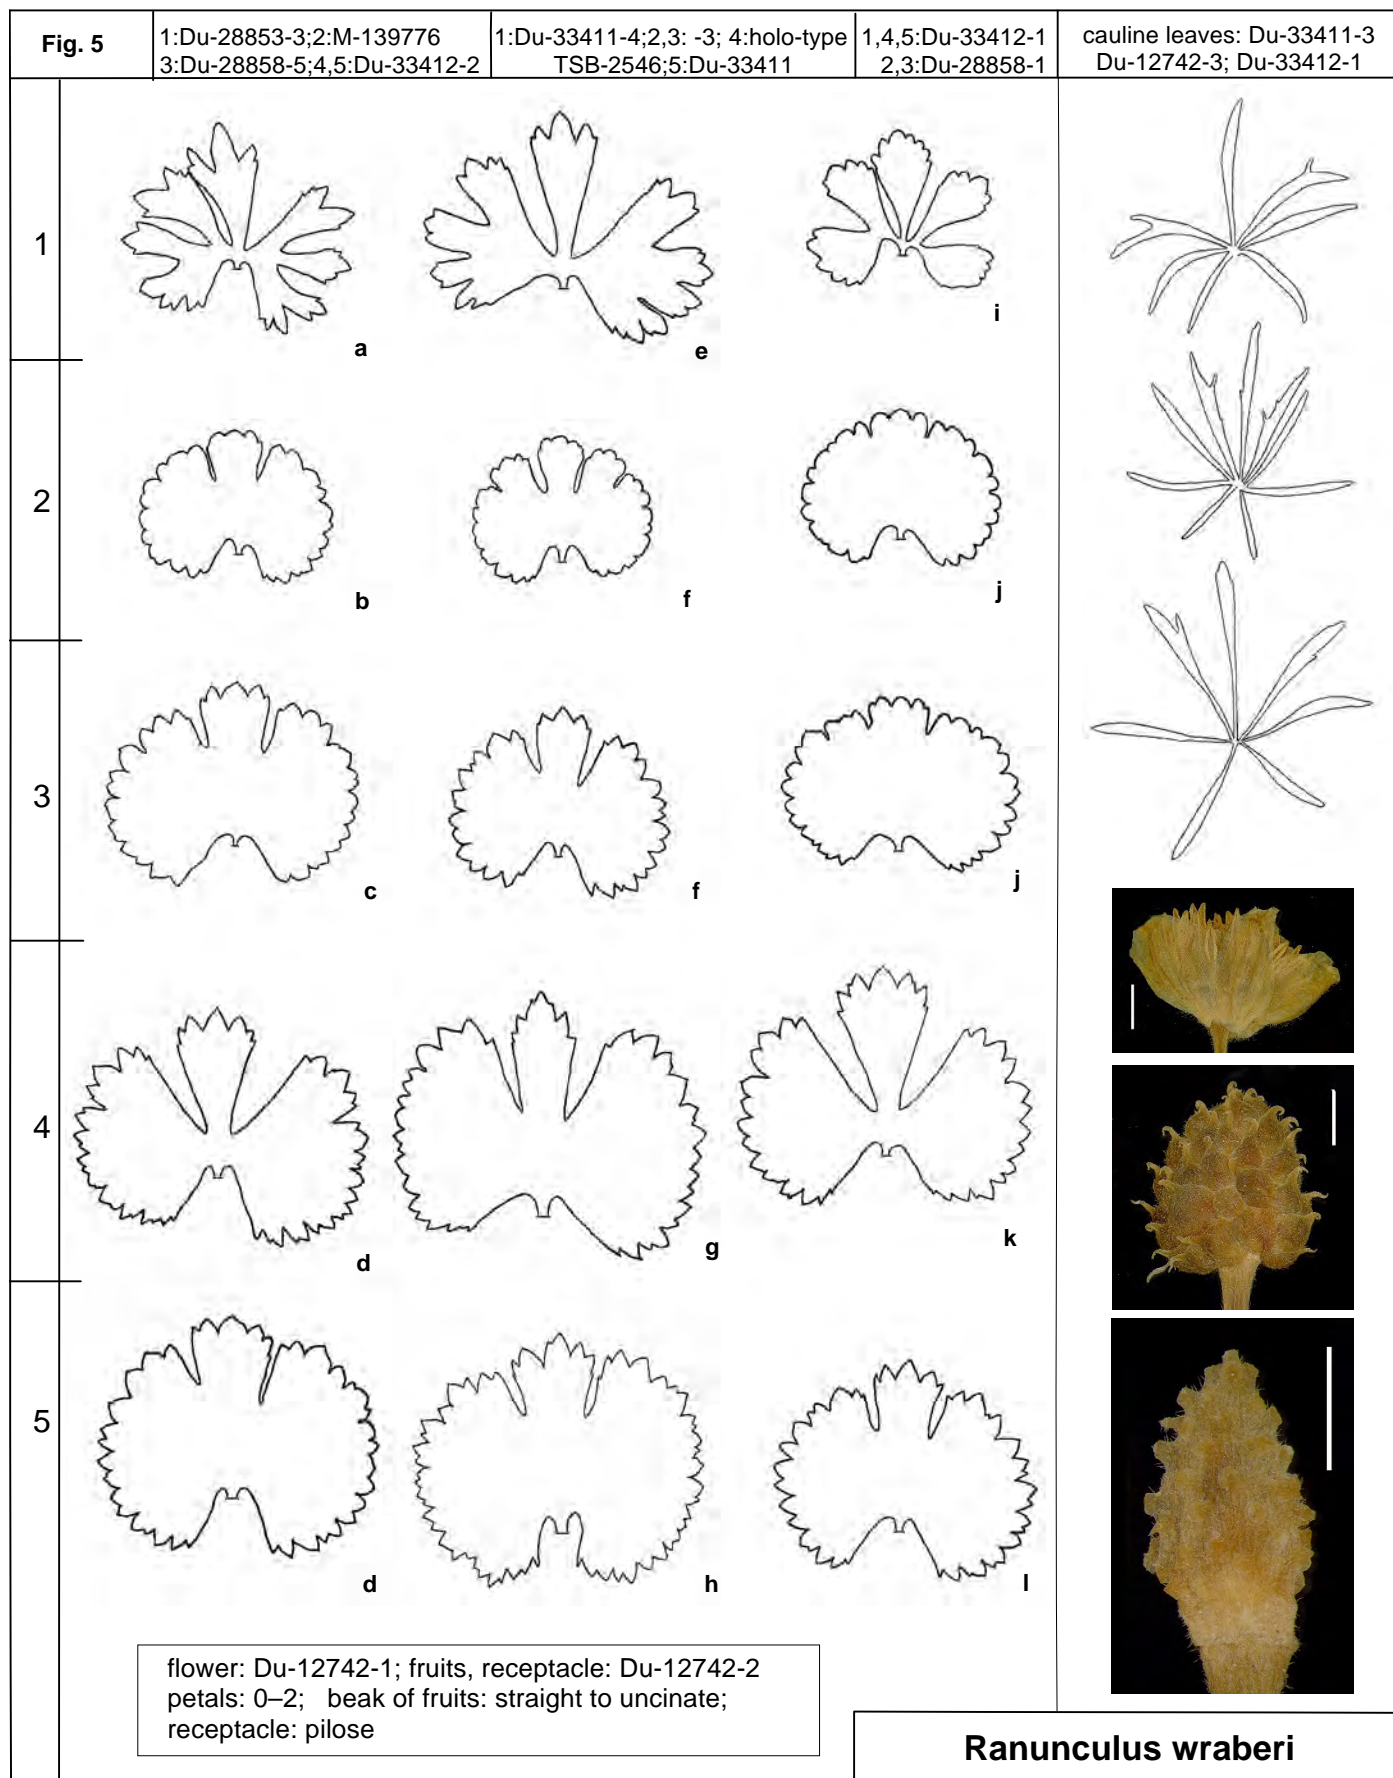 Fig. 5
1:Du-28853-3;2:M-139776
3:Du-28858-5;4,5:Du-33412-2
1:Du-33411-4;2,3: -3; 4:holo-type
TSB-2546;5:Du-33411
1,4,5:Du-33412-1
2,3:Du-28858-1
cauline leaves: Du-33411-3
Du-12742-3; Du-33412-1
1
a
e
i
2
b
f
j
3
c
f
j
4
d
g
k
5
d
h
l
flower: Du-12742-1; fruits, receptacle: Du-12742-2
petals: 0–2; beak of fruits: straight to uncinate;
receptacle: pilose
Ranunculus wraberi